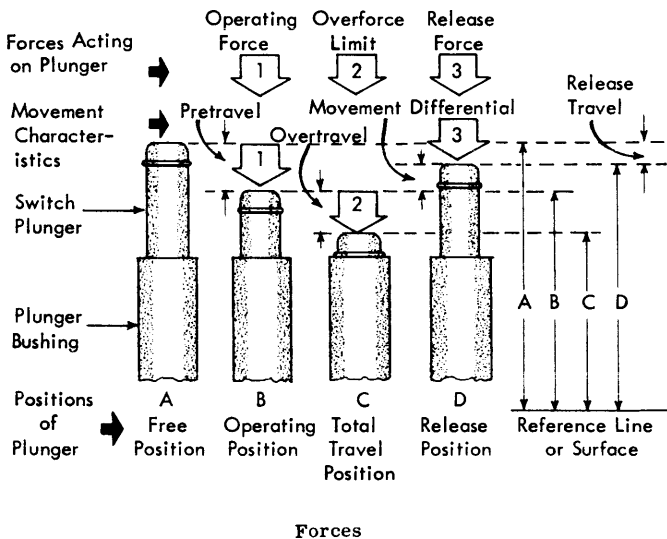 Forces Acting
on Plunger
Operating
Force
1
Overforce
Limit
2
Release
Force
3
Movement
Character-
istics
Pretravel
Overtravel
Movement Differential
Release
Travel
1
2
3
Switch
Plunger
Plunger
Bushing
A
B
C
D
Positions
of
Plunger
A
Free
Position
B
Operating
Position
C
Total
Travel
Position
D
Release
Position
Reference Line
or Surface
Forces